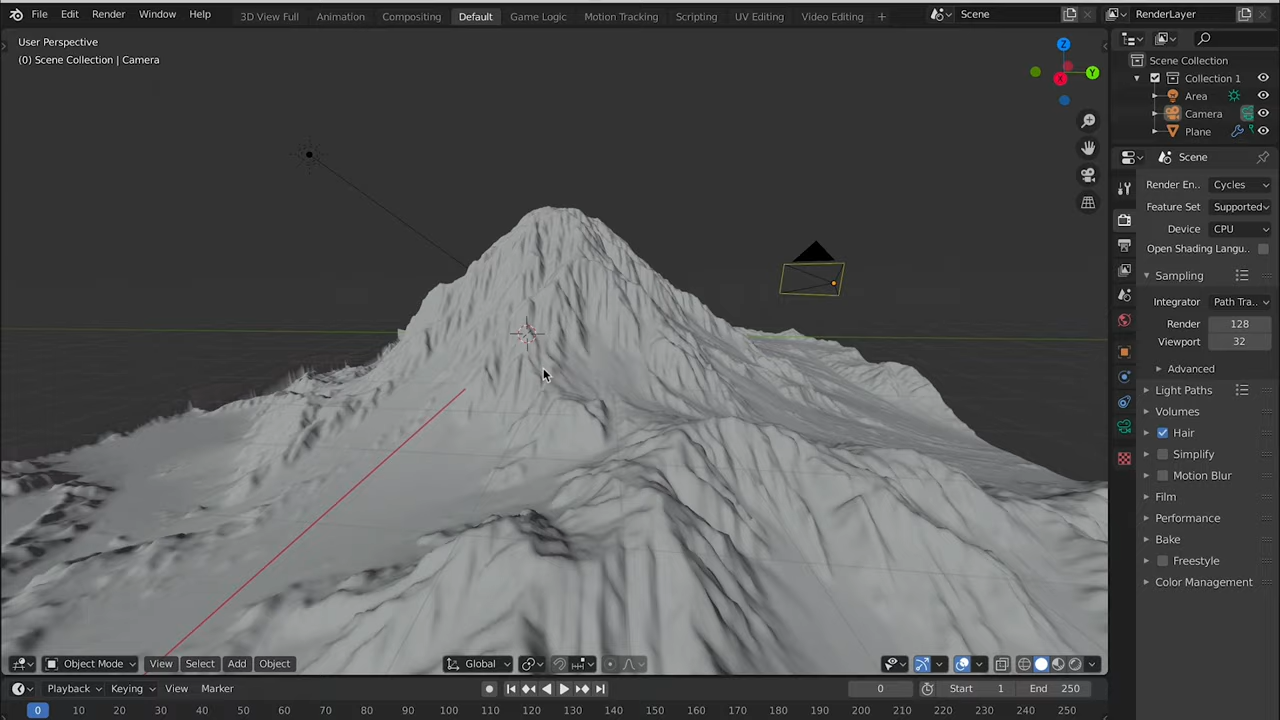 File Edit Render Window Help 3D View Full Animation Compositing Default Game Logic Motion Tracking Scripting UV Editing Video Editing + Scene RenderLayer
User Perspective
(0) Scene Collection | Camera
Z
Y
X
Scene Collection
Collection 1
Area
Camera
Plane
Scene
Render En.. Cycles
Feature Set Supported
Device CPU
Open Shading Langu..
Sampling
Integrator Path Tra..
Render 128
Viewport 32
Advanced
Light Paths
Volumes
Hair
Simplify
Motion Blur
Film
Performance
Bake
Freestyle
Color Management
Object Mode View Select Add Object Global
Playback Keying View Marker 0 Start 1 End 250
0 10 20 30 40 50 60 70 80 90 100 110 120 130 140 150 160 170 180 190 200 210 220 230 240 250